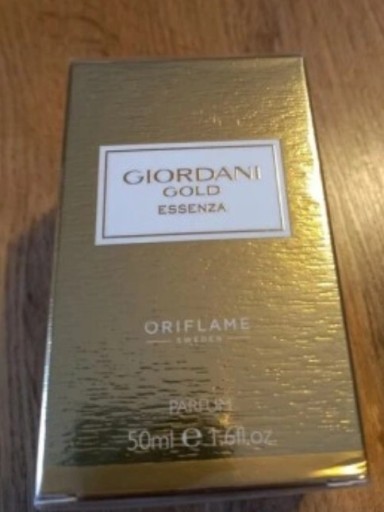 GIORDANI
GOLD
ESSENZA
ORIFLAME
SWEDEN
PARFUM
50ml ℮ 1.6fl.oz.